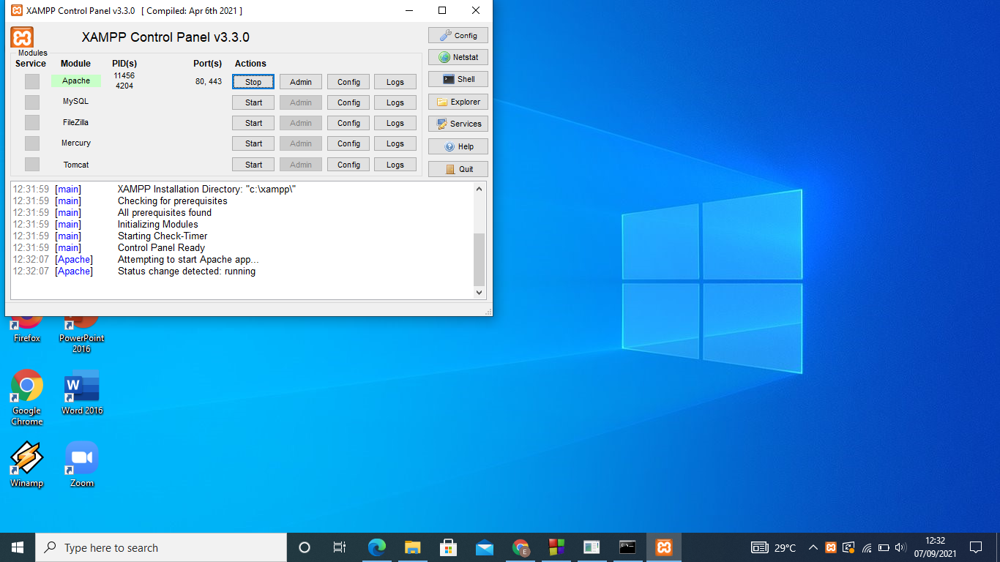 XAMPP Control Panel v3.3.0 [ Compiled: Apr 6th 2021 ]
XAMPP Control Panel v3.3.0
Config
Modules
Service Module PID(s) Port(s) Actions
Netstat
Apache 11456 4204 80, 443 Stop Admin Config Logs
Shell
MySQL Start Admin Config Logs
Explorer
FileZilla Start Admin Config Logs
Services
Mercury Start Admin Config Logs
Help
Tomcat Start Admin Config Logs
Quit
12:31:59 [main] XAMPP Installation Directory: "c:\xampp\"
12:31:59 [main] Checking for prerequisites
12:31:59 [main] All prerequisites found
12:31:59 [main] Initializing Modules
12:31:59 [main] Starting Check-Timer
12:31:59 [main] Control Panel Ready
12:32:07 [Apache] Attempting to start Apache app...
12:32:07 [Apache] Status change detected: running
Firefox
PowerPoint
2016
Google
Chrome
W
Word 2016
Winamp
Zoom
Type here to search
E
29°C
12:32
07/09/2021